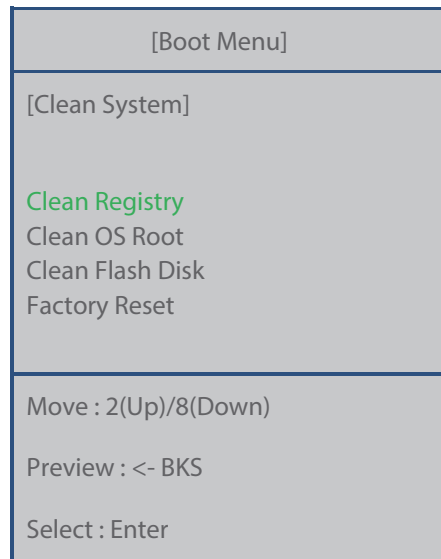 [Boot Menu]
[Clean System]
Clean Registry
Clean OS Root
Clean Flash Disk
Factory Reset
Move : 2(Up)/8(Down)
Preview : <- BKS
Select : Enter